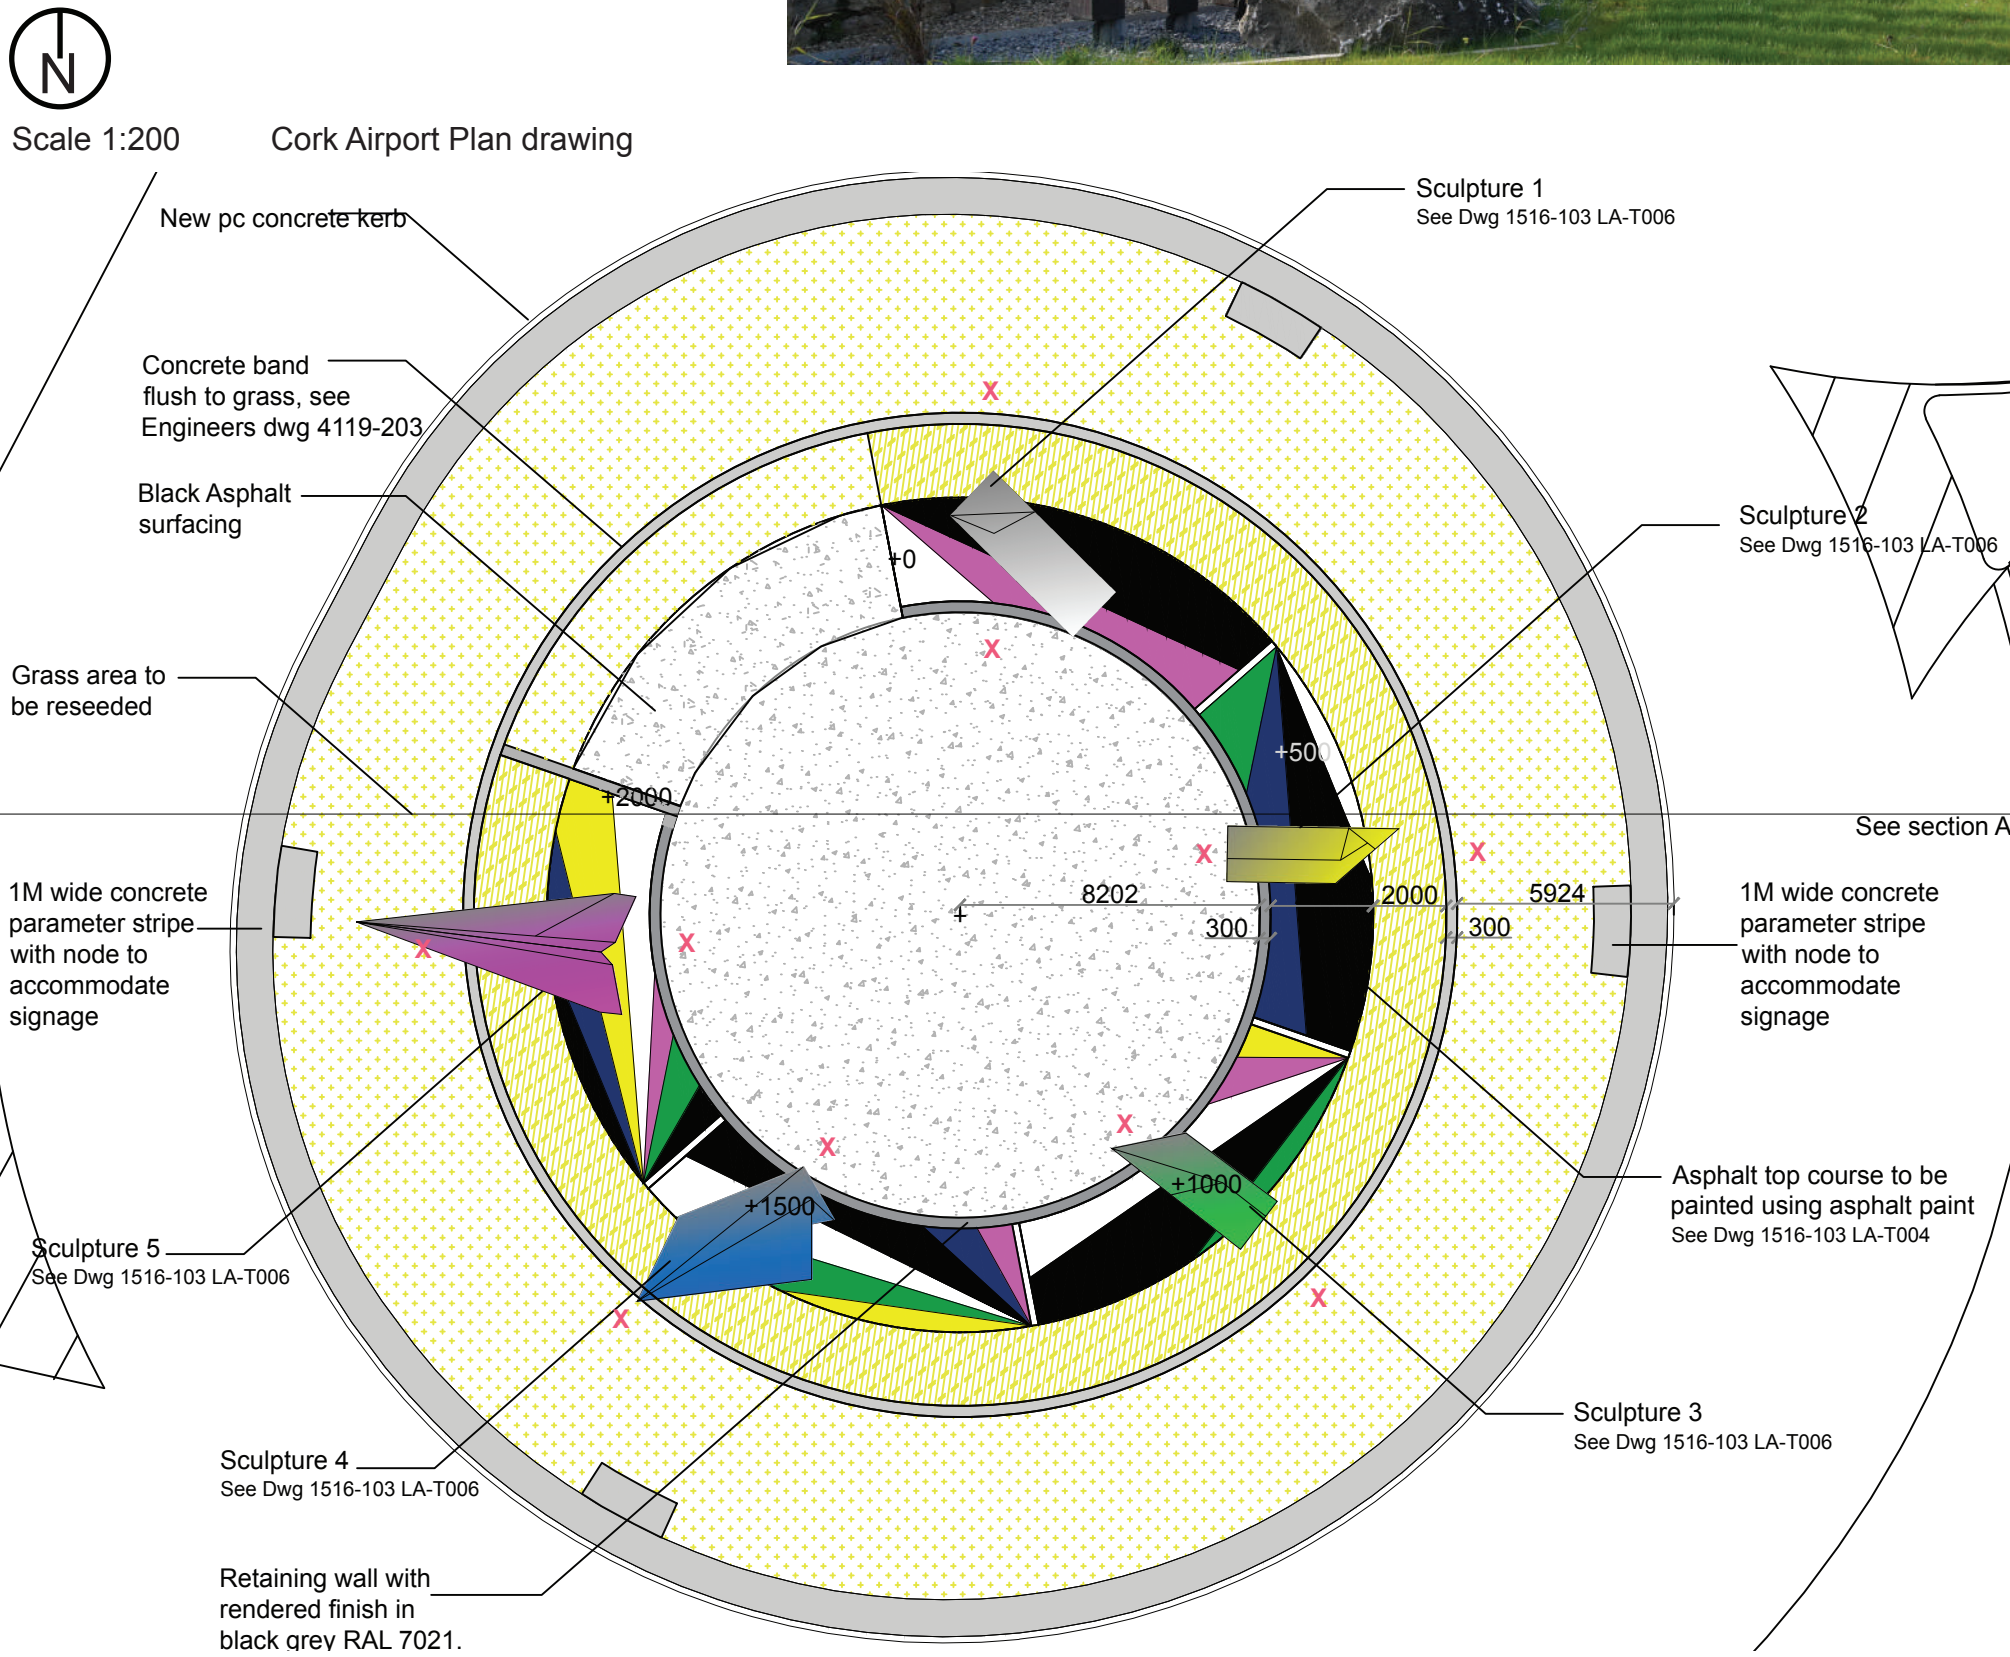 N
Scale 1:200
Cork Airport Plan drawing
Sculpture 1
See Dwg 1516-103 LA-T006
New pc concrete kerb
Concrete band
flush to grass, see
Engineers dwg 4119-203
X
Black Asphalt
surfacing
Sculpture 2
See Dwg 1516-103 LA-T006
+0
X
Grass area to
be reseeded
+500
+2000
See section A
X
X
1M wide concrete
parameter stripe
with node to
accommodate
signage
8202
2000
5924
300
300
1M wide concrete
parameter stripe
with node to
accommodate
signage
X
X
X
X
+1000
+1500
Asphalt top course to be
painted using asphalt paint
See Dwg 1516-103 LA-T004
Sculpture 5
See Dwg 1516-103 LA-T006
X
X
Sculpture 3
See Dwg 1516-103 LA-T006
Sculpture 4
See Dwg 1516-103 LA-T006
Retaining wall with
rendered finish in
black grey RAL 7021.